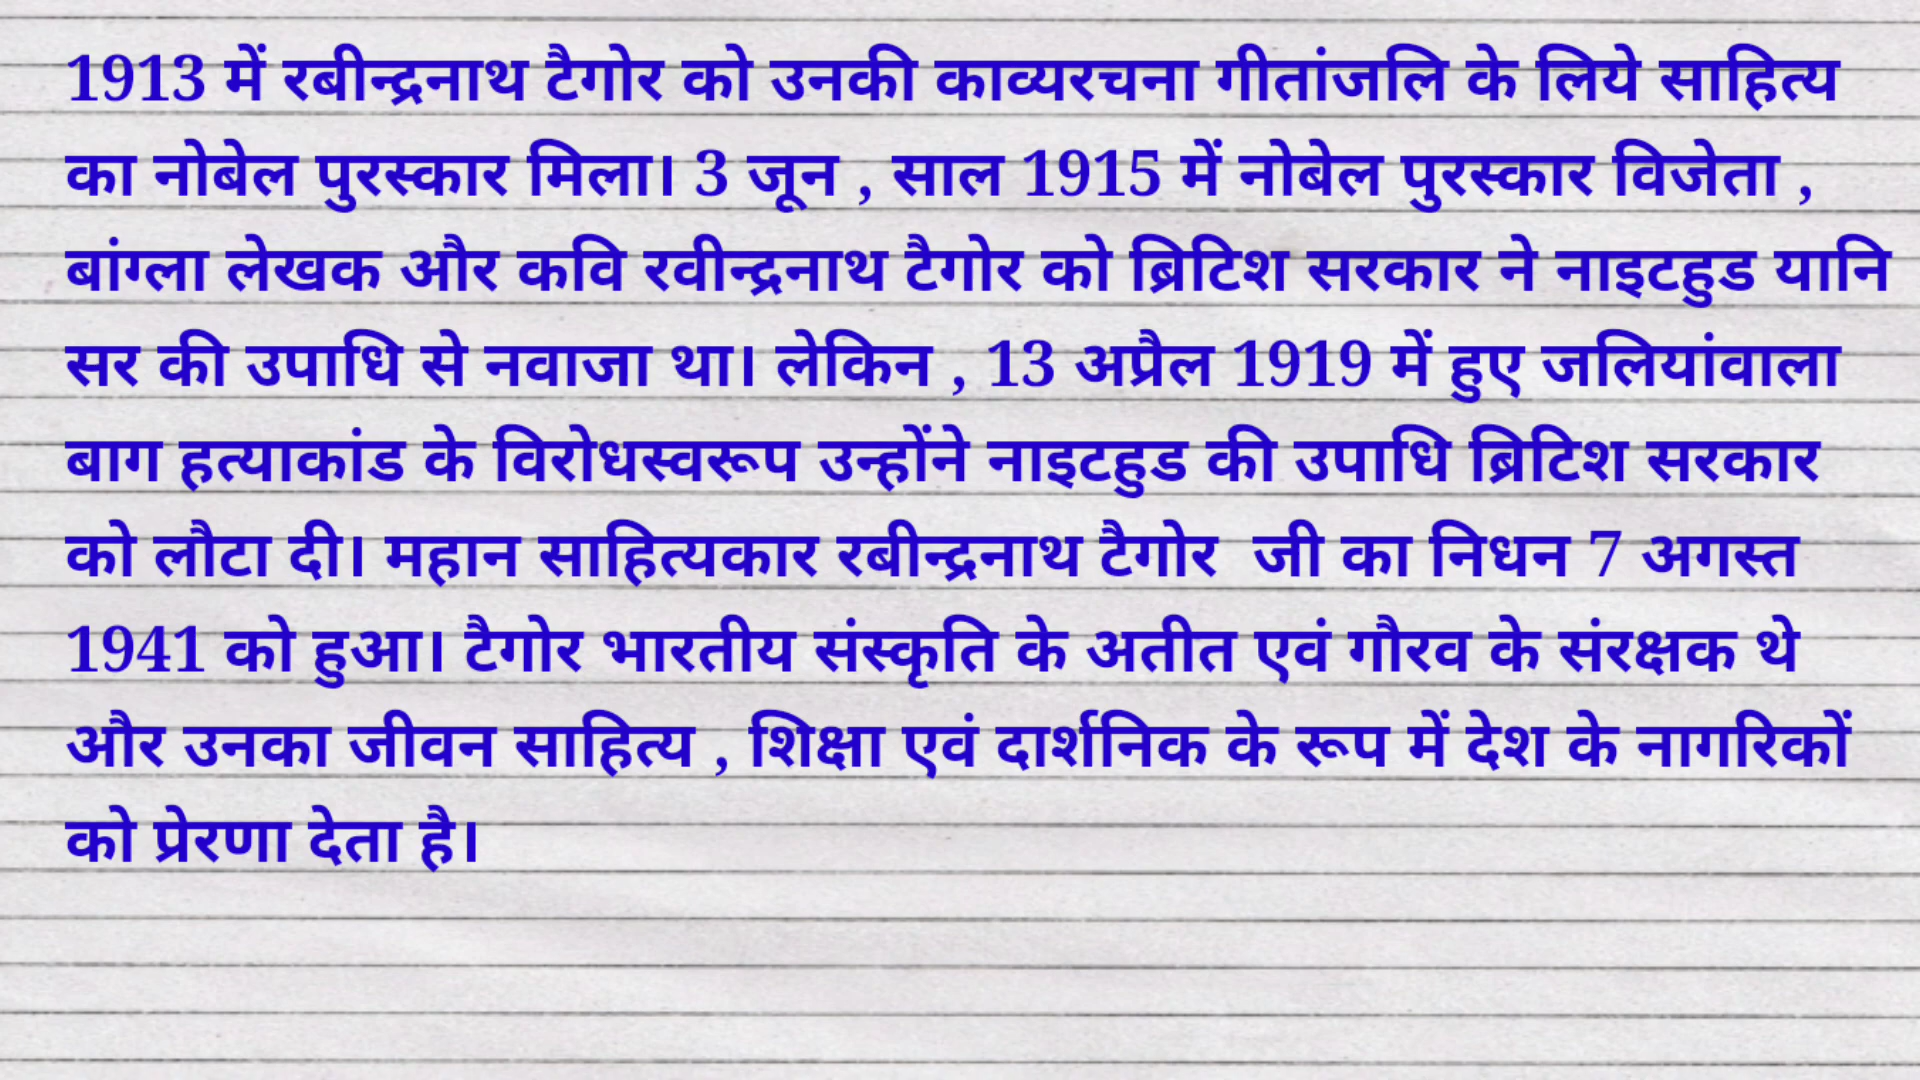 1913 में रबीन्द्रनाथ टैगोर को उनकी काव्यरचना गीतांजलि के लिये साहित्य
का नोबेल पुरस्कार मिला। 3 जून , साल 1915 में नोबेल पुरस्कार विजेता ,
बांग्ला लेखक और कवि रवीन्द्रनाथ टैगोर को ब्रिटिश सरकार ने नाइटहुड यानि
सर की उपाधि से नवाजा था। लेकिन , 13 अप्रैल 1919 में हुए जलियांवाला
बाग हत्याकांड के विरोधस्वरूप उन्होंने नाइटहुड की उपाधि ब्रिटिश सरकार
को लौटा दी। महान साहित्यकार रबीन्द्रनाथ टैगोर  जी का निधन 7 अगस्त
1941 को हुआ। टैगोर भारतीय संस्कृति के अतीत एवं गौरव के संरक्षक थे
और उनका जीवन साहित्य , शिक्षा एवं दार्शनिक के रूप में देश के नागरिकों
को प्रेरणा देता है।